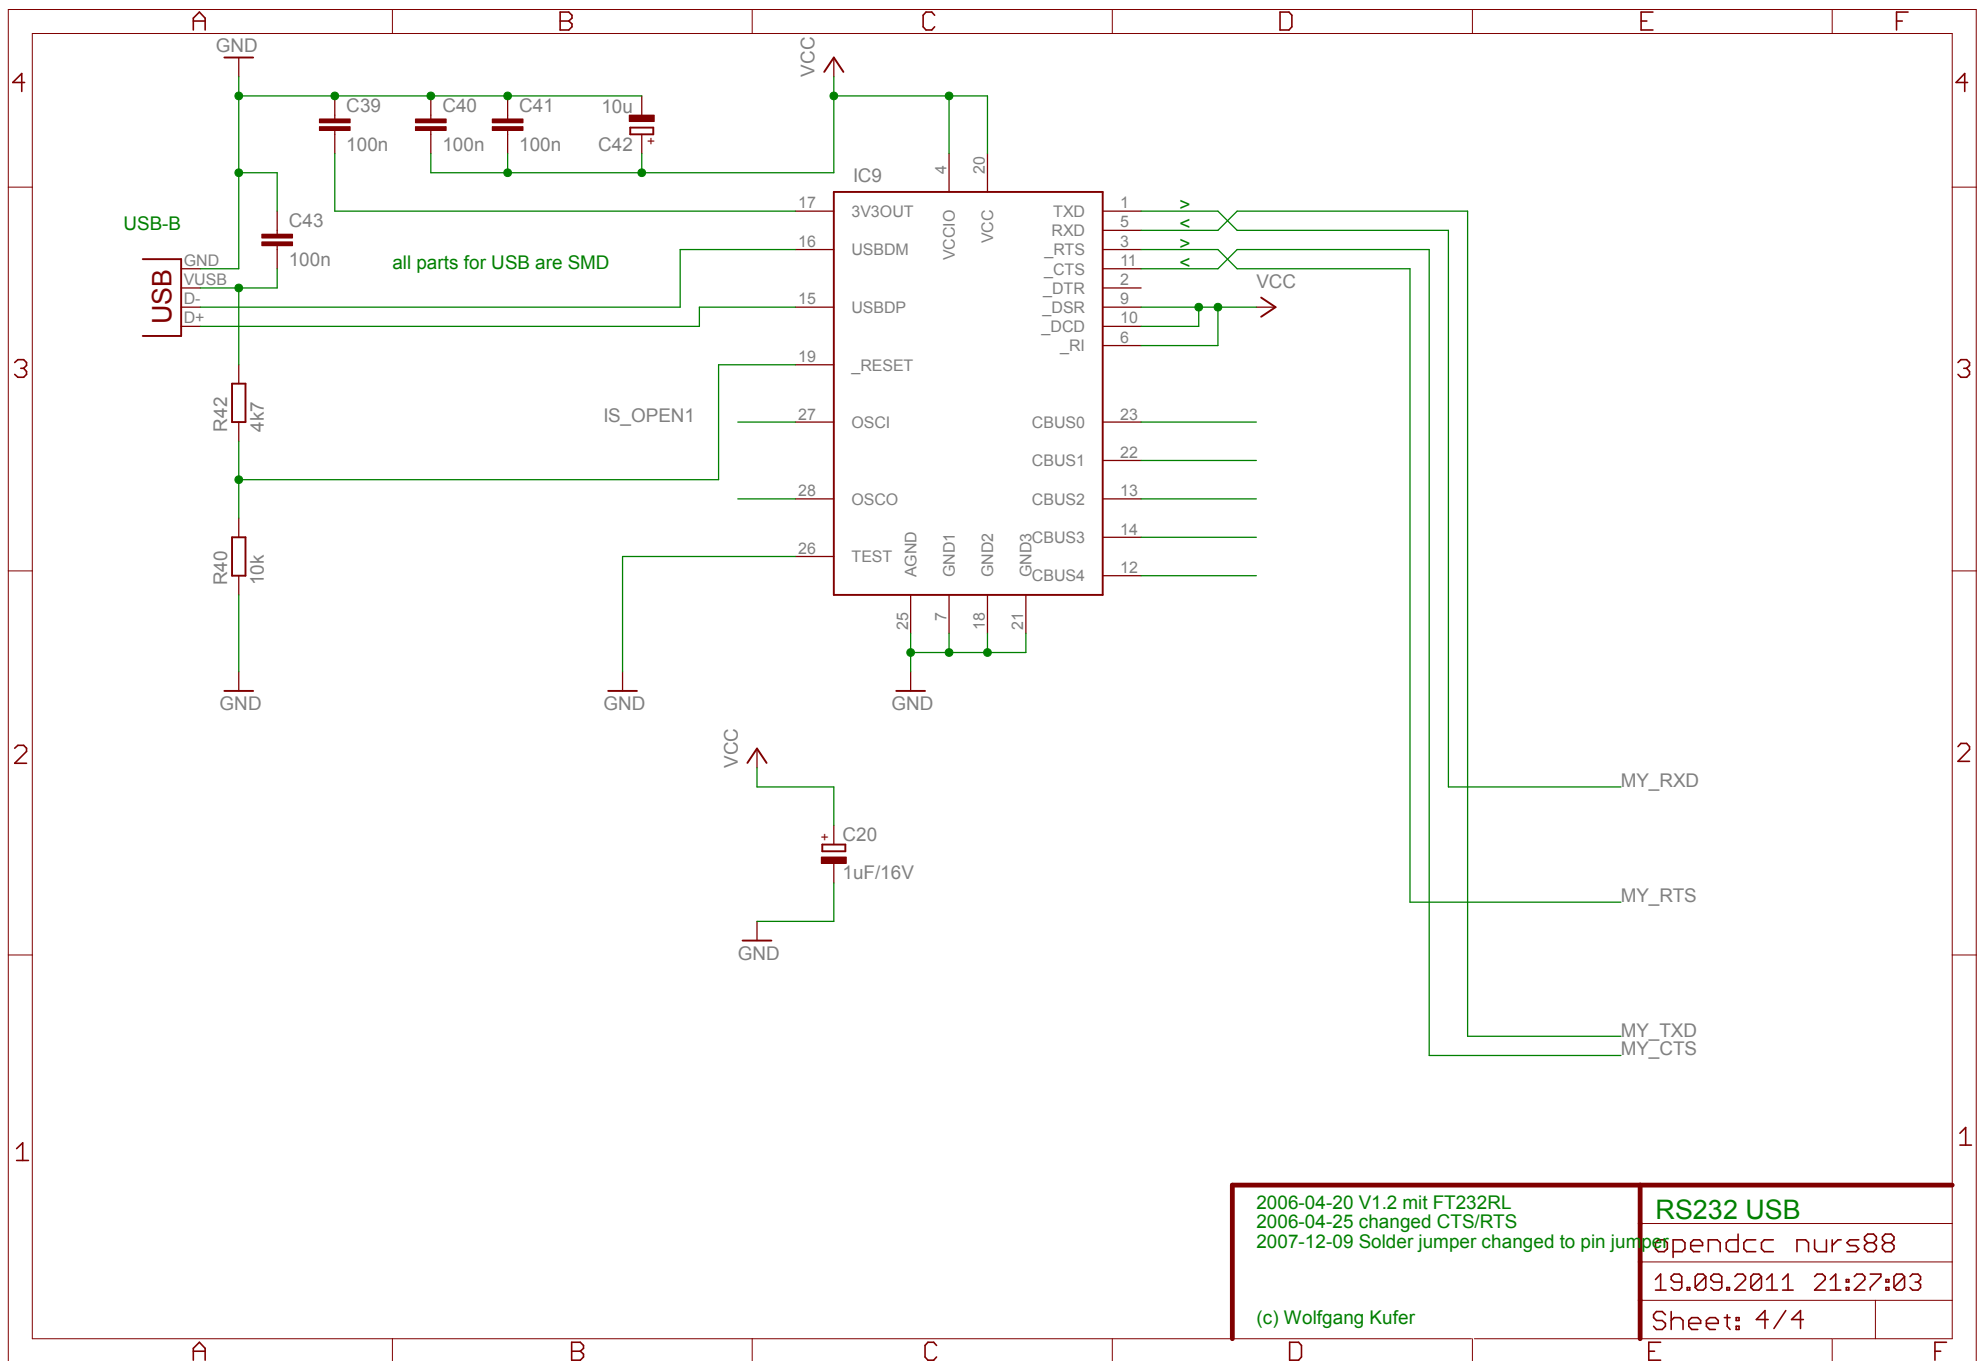 A B C D E F
GND
VCC
4 4
C39
100n
C40
100n
C41
100n
10u
C42
+
IC9
4
20
USB-B
C43
100n
all parts for USB are SMD
USB
GND
VUSB
D-
D+
17 3V3OUT
16 USBDM
15 USBDP
19 _RESET
27 OSCI
28 OSCO
26 TEST
VCCIO
VCC
TXD 1 >
RXD 5 <
_RTS 3 >
_CTS 11 <
_DTR 2
_DSR 9
_DCD 10
_RI 6
VCC
CBUS0 23
CBUS1 22
CBUS2 13
CBUS3 14
CBUS4 12
AGND
GND1
GND2
GND3
25
7
18
21
3 3
R42
4k7
IS_OPEN1
R40
10k
GND
GND
GND
2 2
VCC
+
C20
1uF/16V
GND
MY_RXD
MY_RTS
MY_TXD
MY_CTS
1 1
2006-04-20 V1.2 mit FT232RL
2006-04-25 changed CTS/RTS
2007-12-09 Solder jumper changed to pin jumper
(c) Wolfgang Kufer
RS232 USB
opendcc nurs88
19.09.2011 21:27:03
Sheet: 4/4
A B C D E F